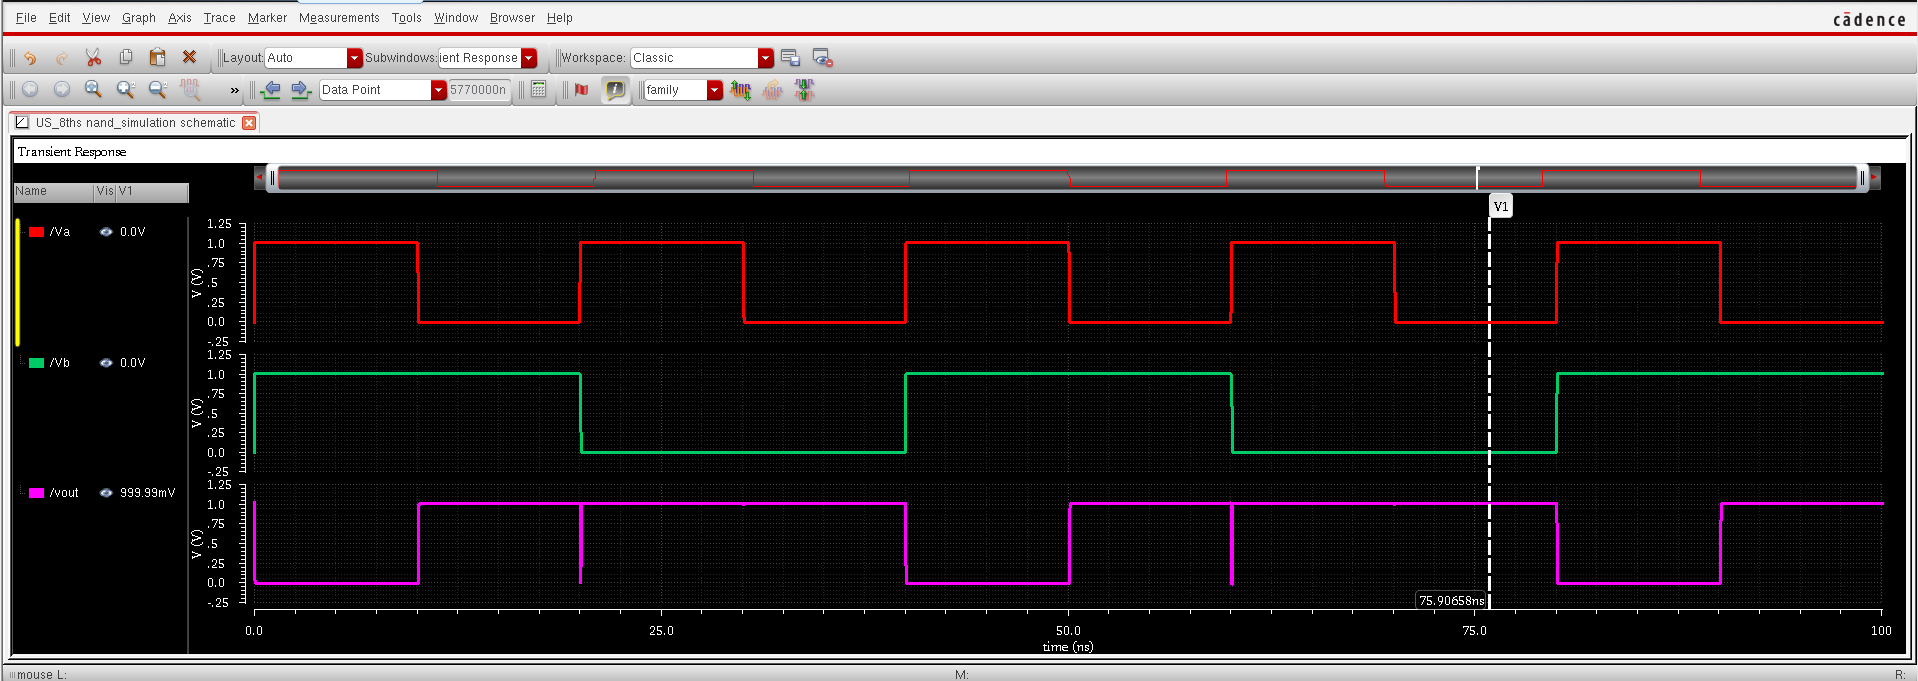 File Edit View Graph Axis Trace Marker Measurements Tools Window Browser Help
cādence
Layout: Auto Subwindows: ient Response Workspace: Classic
» Data Point 5770000n family
US_8ths nand_simulation schematic
Transient Response
Name Vis V1
V1
/Va 0.0V
V (V)
1.25
1.0
.75
.5
.25
0.0
-.25
/Vb 0.0V
V (V)
1.25
1.0
.75
.5
.25
0.0
-.25
/vout 999.99mV
V (V)
1.25
1.0
.75
.5
.25
0.0
-.25
75.90658ns
0.0 25.0 50.0 75.0 100
time (ns)
mouse L: M: R: